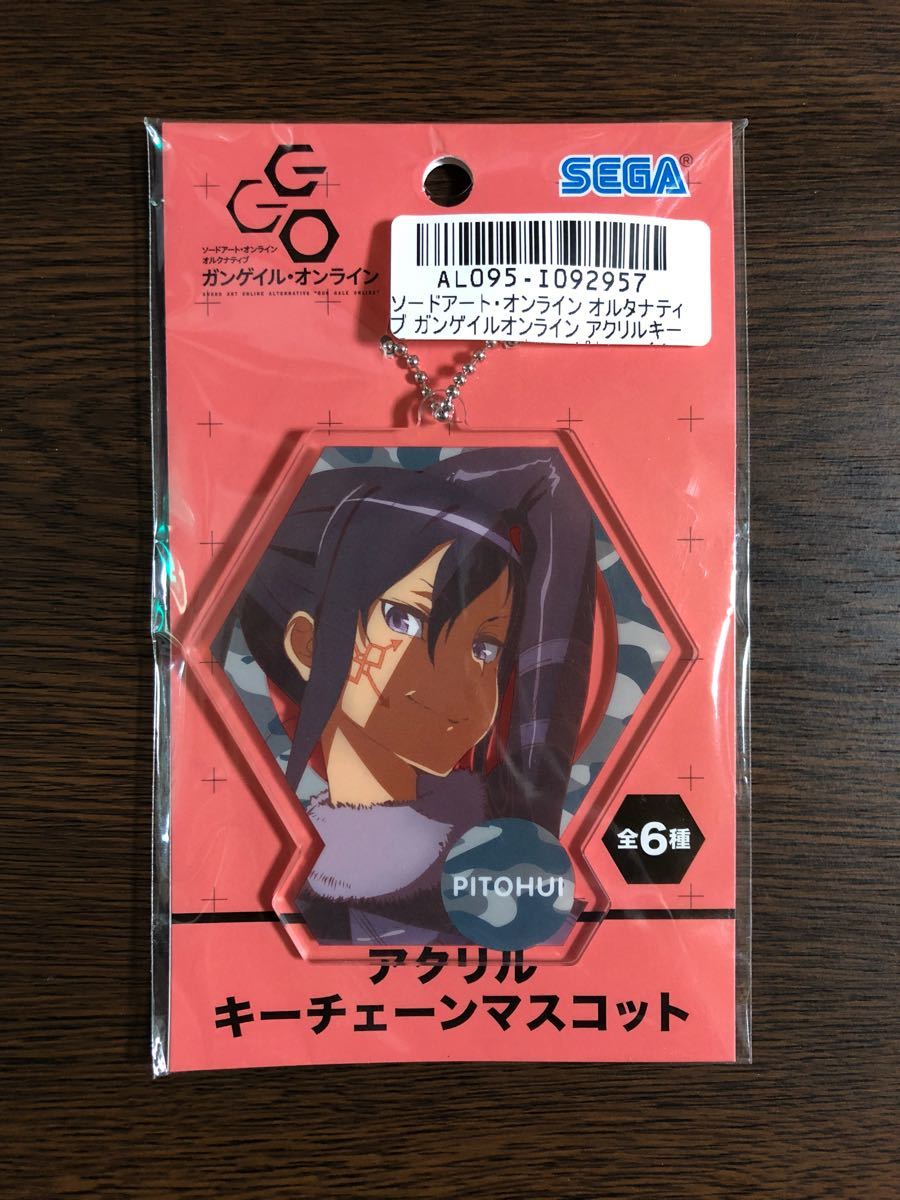 SEGA®
ソードアート・オンライン
オルタナティブ
ガンゲイル・オンライン
SWORD ART ONLINE ALTERNATIVE "GUN GALE ONLINE"
AL095-I092957
ソードアート・オンライン オルタナティ
ブ ガンゲイルオンライン アクリルキー
PITOHUI
全6種
アクリル
キーチェーンマスコット